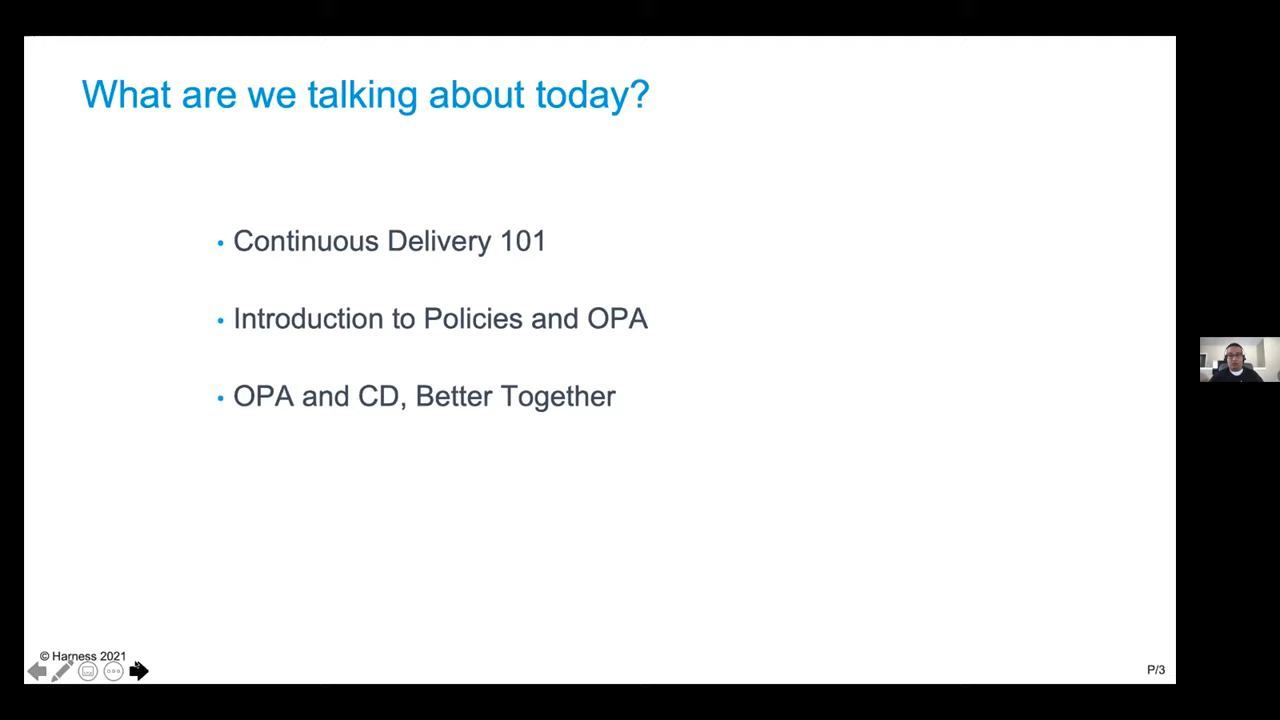 What are we talking about today?
• Continuous Delivery 101
• Introduction to Policies and OPA
• OPA and CD, Better Together
© Harness 2021
P/3